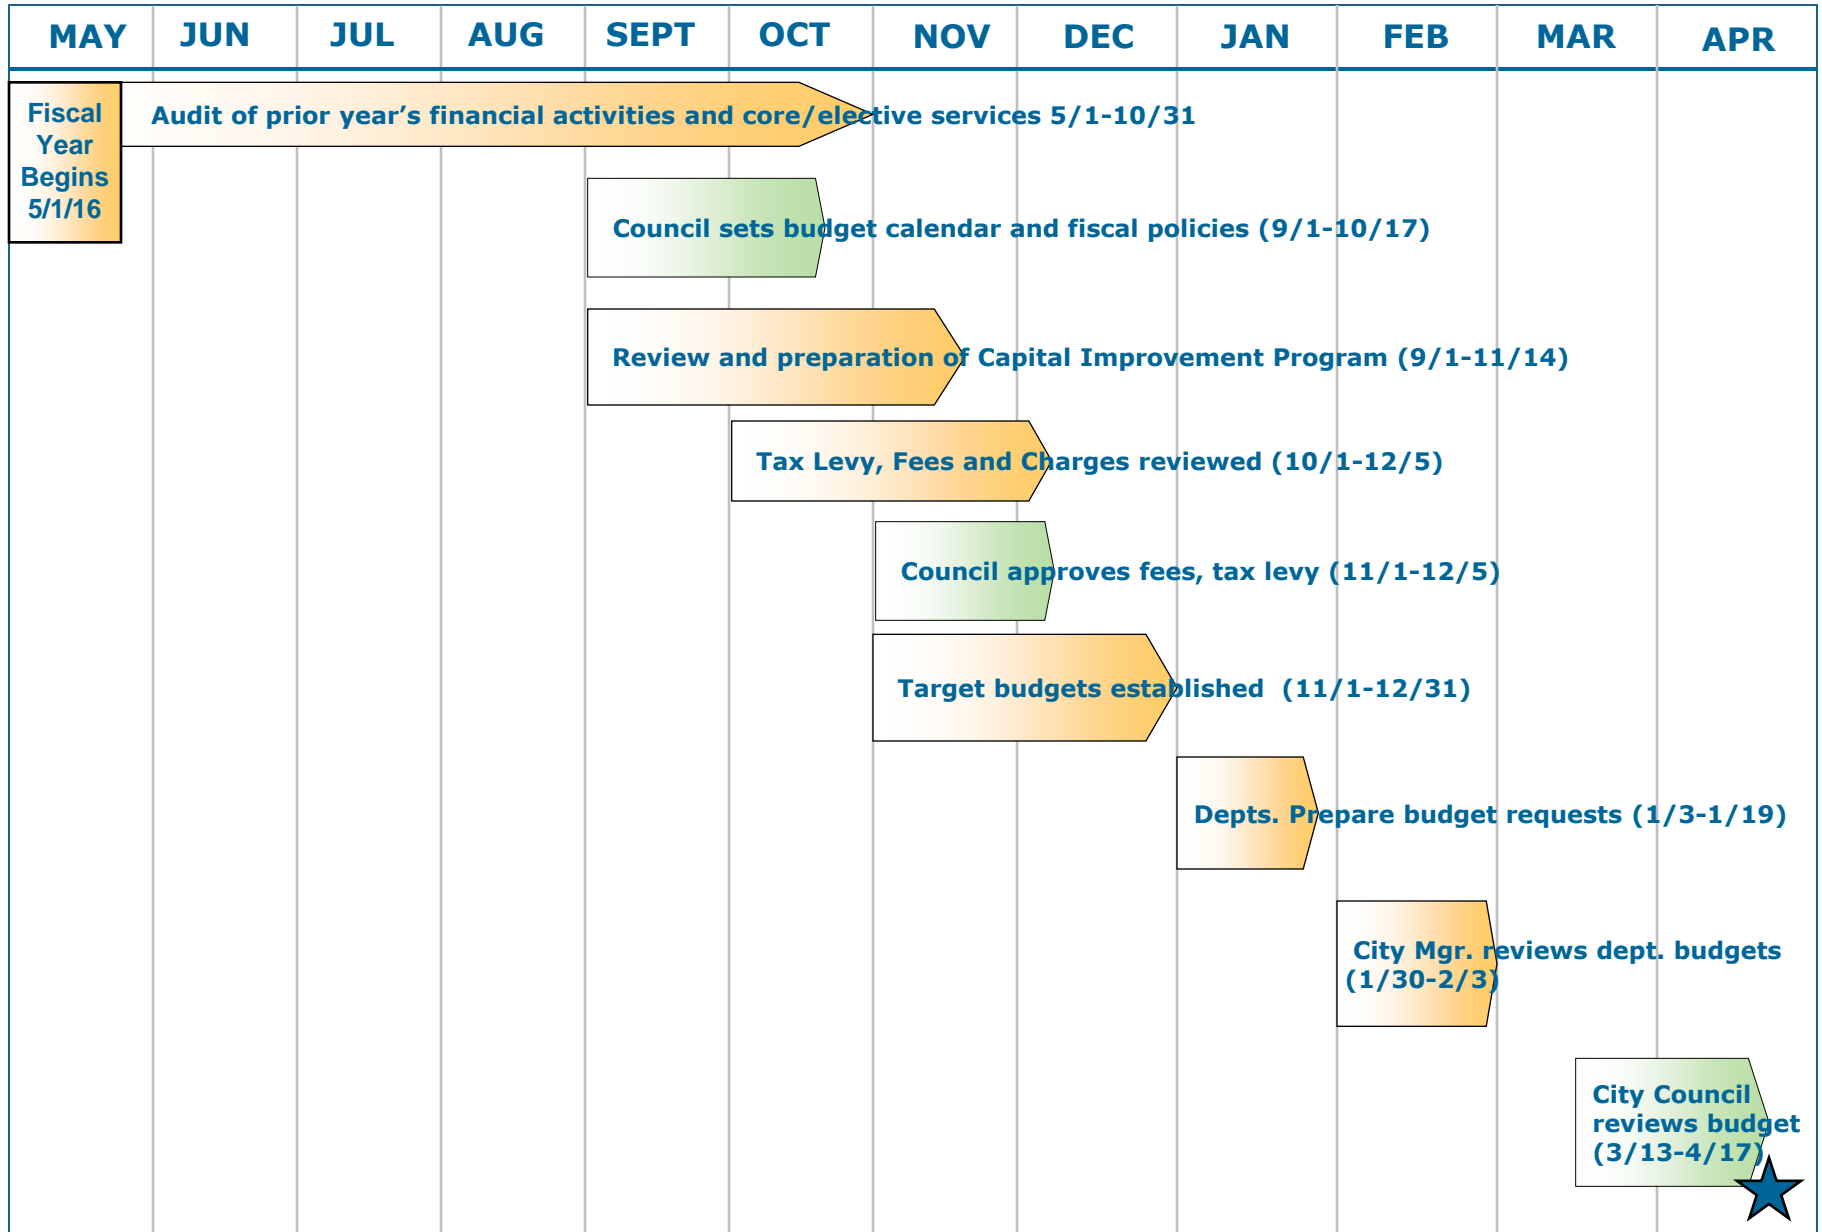 MAY JUN JUL AUG SEPT OCT NOV DEC JAN FEB MAR APR
Fiscal
Year
Begins
5/1/16
Audit of prior year’s financial activities and core/elective services 5/1-10/31
Council sets budget calendar and fiscal policies (9/1-10/17)
Review and preparation of Capital Improvement Program (9/1-11/14)
Tax Levy, Fees and Charges reviewed (10/1-12/5)
Council approves fees, tax levy (11/1-12/5)
Target budgets established (11/1-12/31)
Depts. Prepare budget requests (1/3-1/19)
City Mgr. reviews dept. budgets
(1/30-2/3)
City Council
reviews budget
(3/13-4/17)